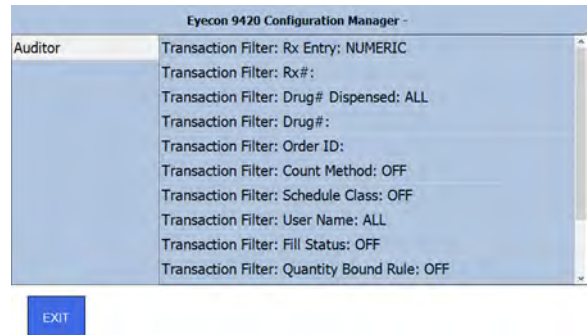 Eyecon 9420 Configuration Manager -
Auditor
Transaction Filter: Rx Entry: NUMERIC
Transaction Filter: Rx#:
Transaction Filter: Drug# Dispensed: ALL
Transaction Filter: Drug#:
Transaction Filter: Order ID:
Transaction Filter: Count Method: OFF
Transaction Filter: Schedule Class: OFF
Transaction Filter: User Name: ALL
Transaction Filter: Fill Status: OFF
Transaction Filter: Quantity Bound Rule: OFF
EXIT